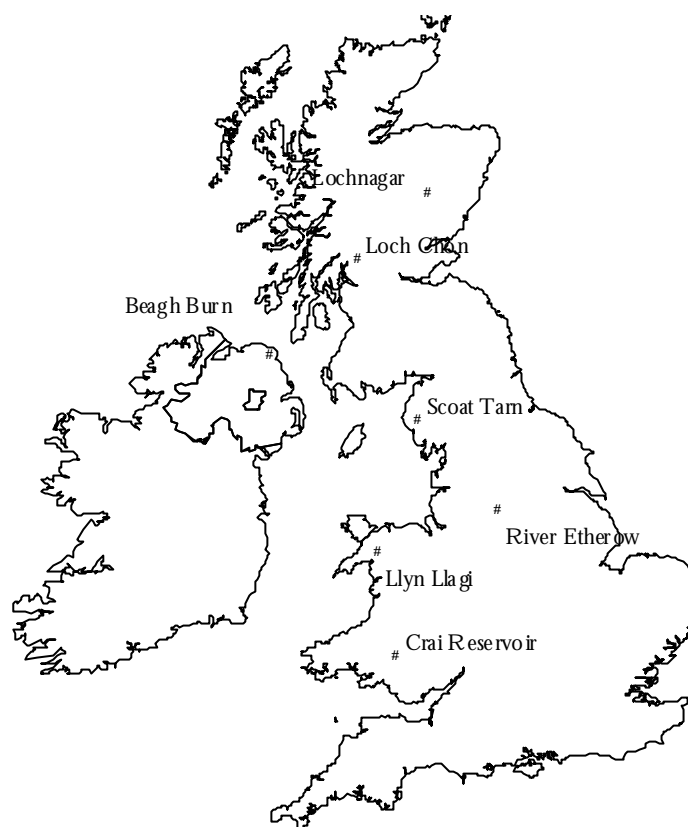 Lochnagar
#
Loch Chon
#
Beagh Burn
#
Scoat Tarn
#
#
River Etherow
#
Llyn Llagi
Crai Reservoir
#